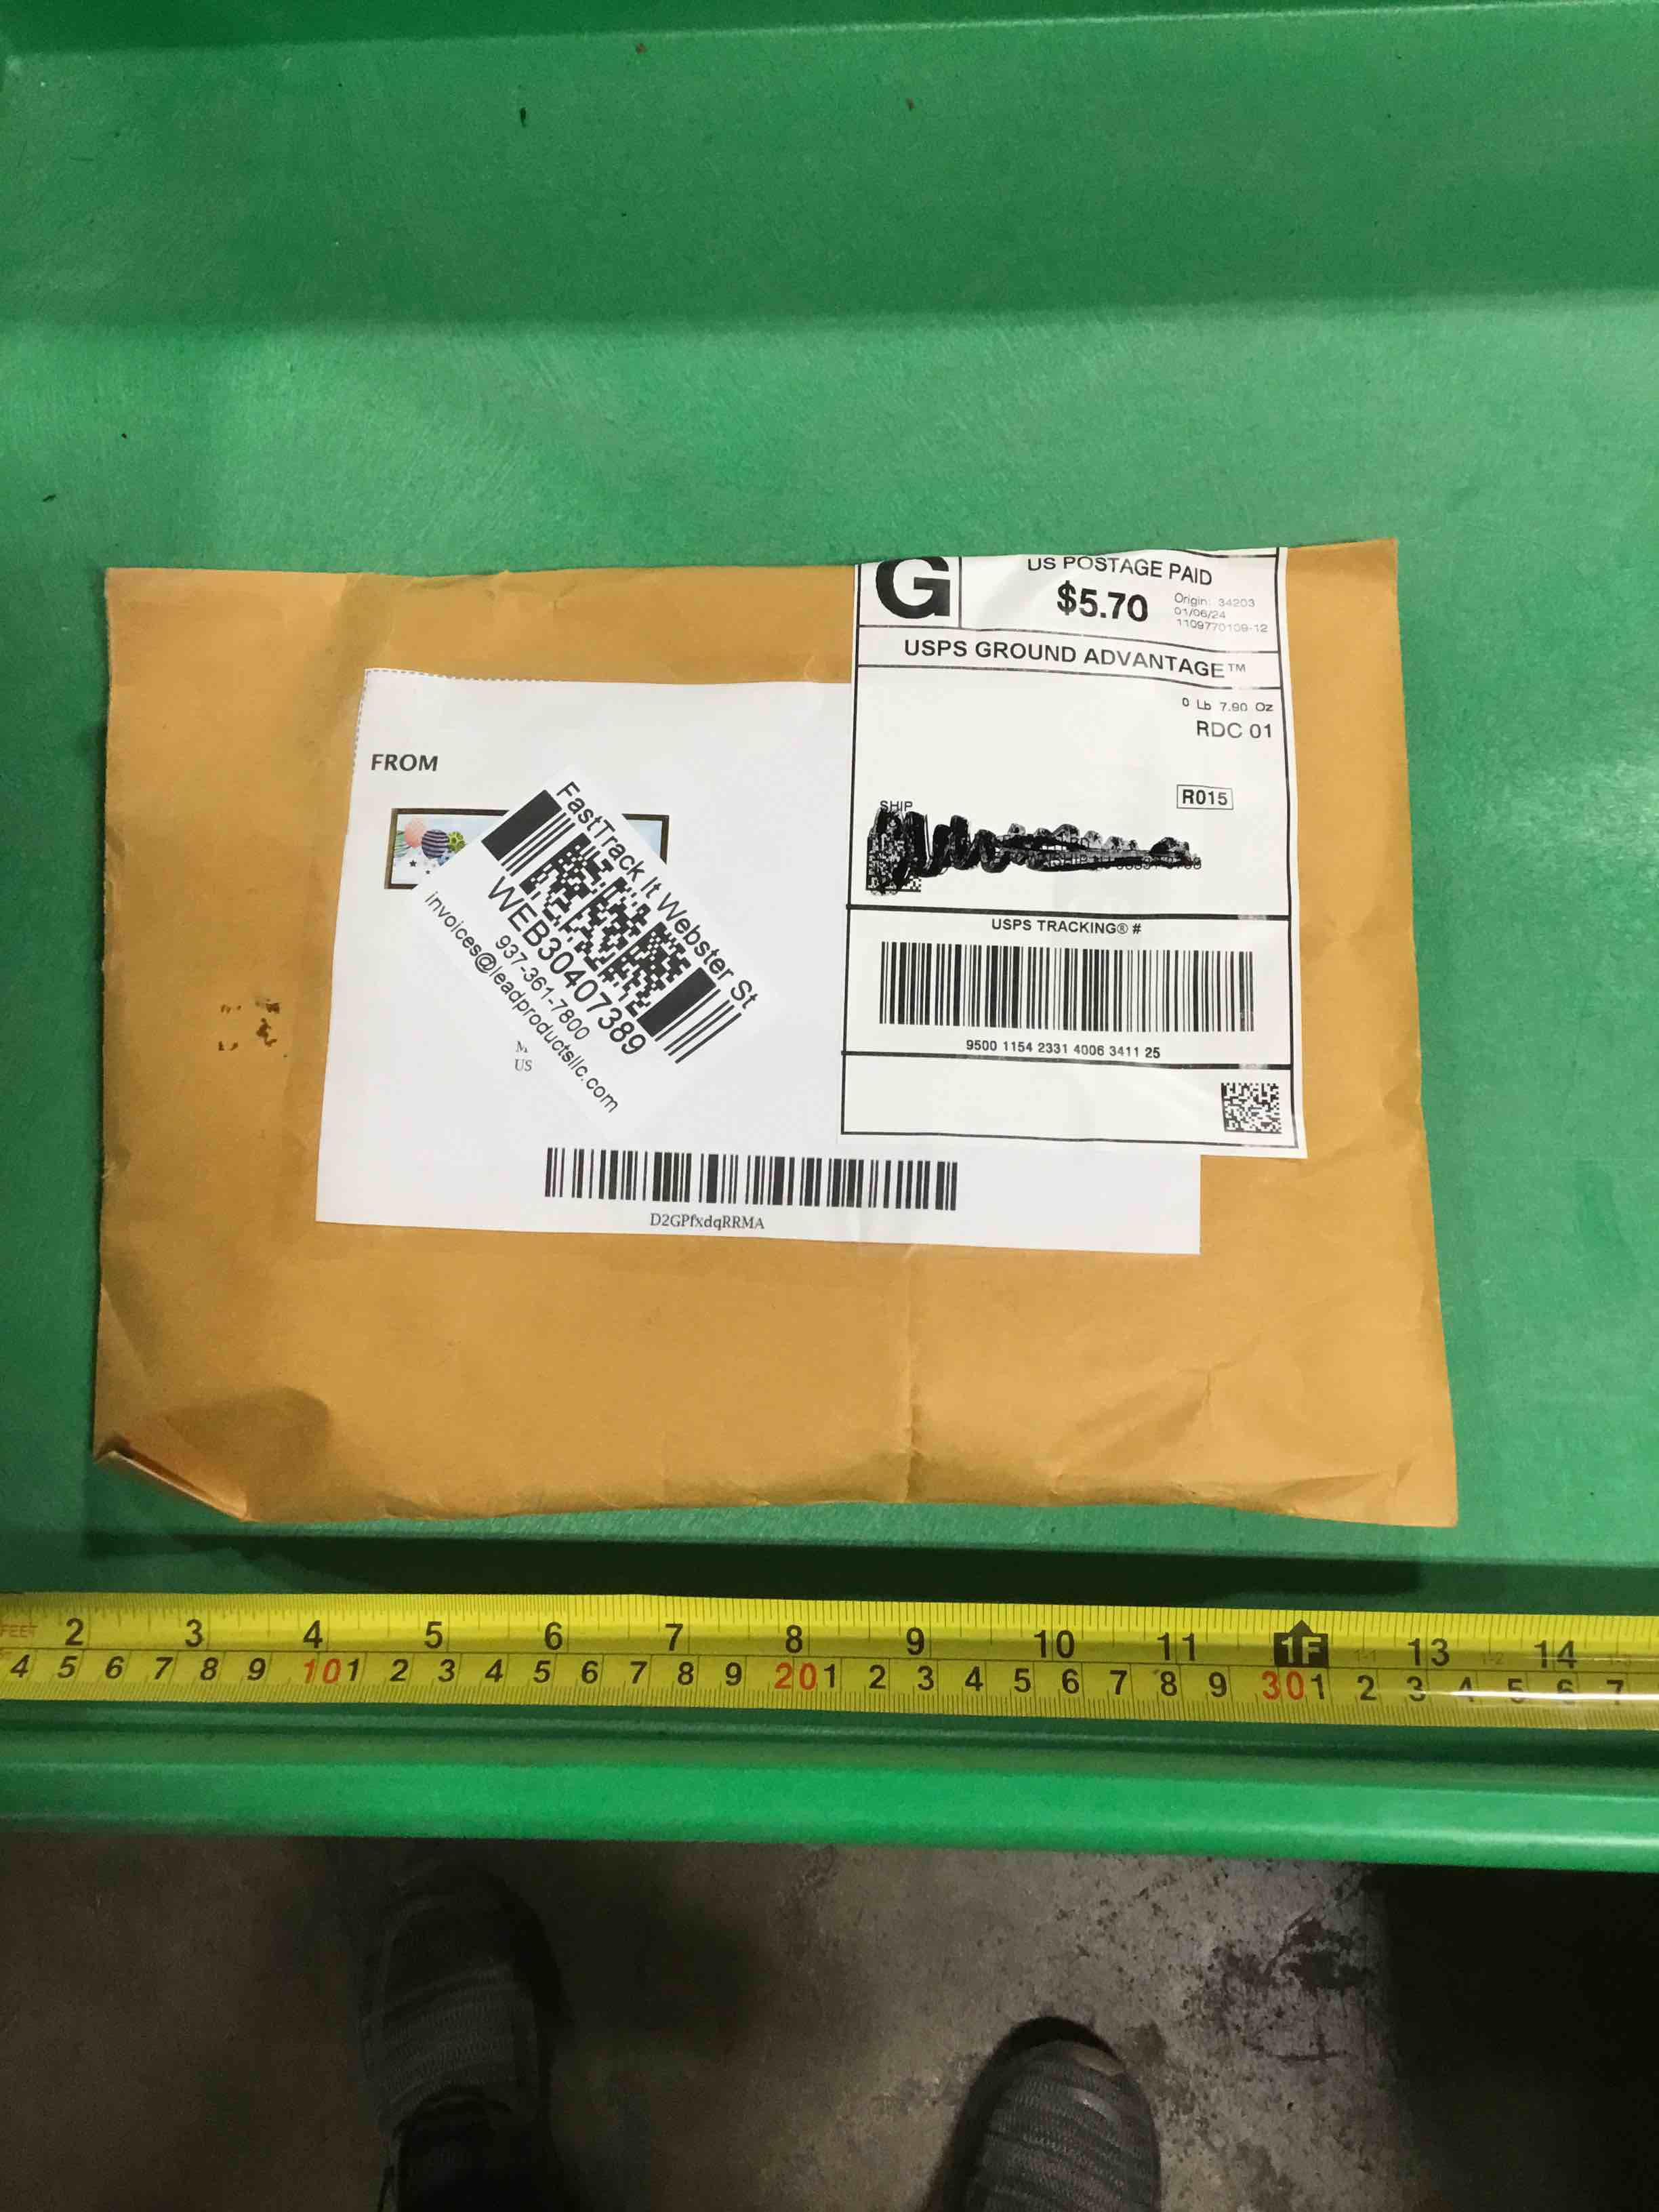 G
US POSTAGE PAID
$5.70
Origin: 34203
01/06/24
1109770109-12
USPS GROUND ADVANTAGE™
0 Lb 7.90 Oz
RDC 01
R015
SHIP
USPS TRACKING® #
9500 1154 2331 4006 3411 25
FROM
FastTrack It Webster St
WEB30407389
937-361-7800
invoices@leadproductsllc.com
US
D2GPfxdqRRMA
FEET 2 3 4 5 6 7 8 9 10 11 1F 13 14
4 5 6 7 8 9 10 1 2 3 4 5 6 7 8 9 20 1 2 3 4 5 6 7 8 9 30 1 2 3 4 5 6 7